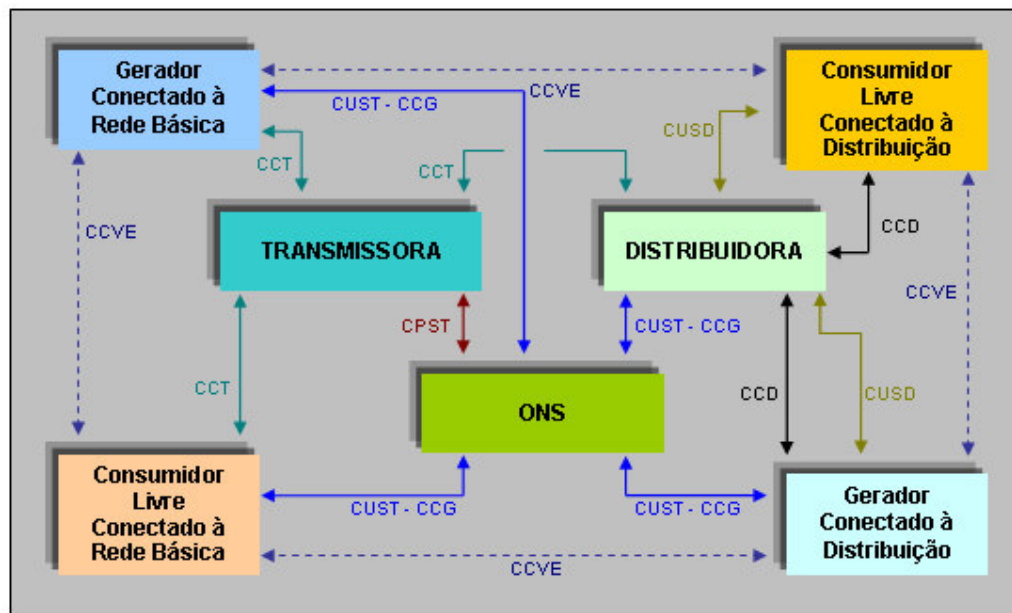 Gerador
Conectado à
Rede Básica
Consumidor
Livre
Conectado à
Distribuição
CUST - CCG
CCVE
CUSD
CCT
CCT
TRANSMISSORA
DISTRIBUIDORA
CCD
CCVE
CCVE
CPST
CUST - CCG
CCT
CCD
CUSD
ONS
Consumidor
Livre
Conectado à
Rede Básica
CUST - CCG
CUST - CCG
Gerador
Conectado à
Distribuição
CCVE